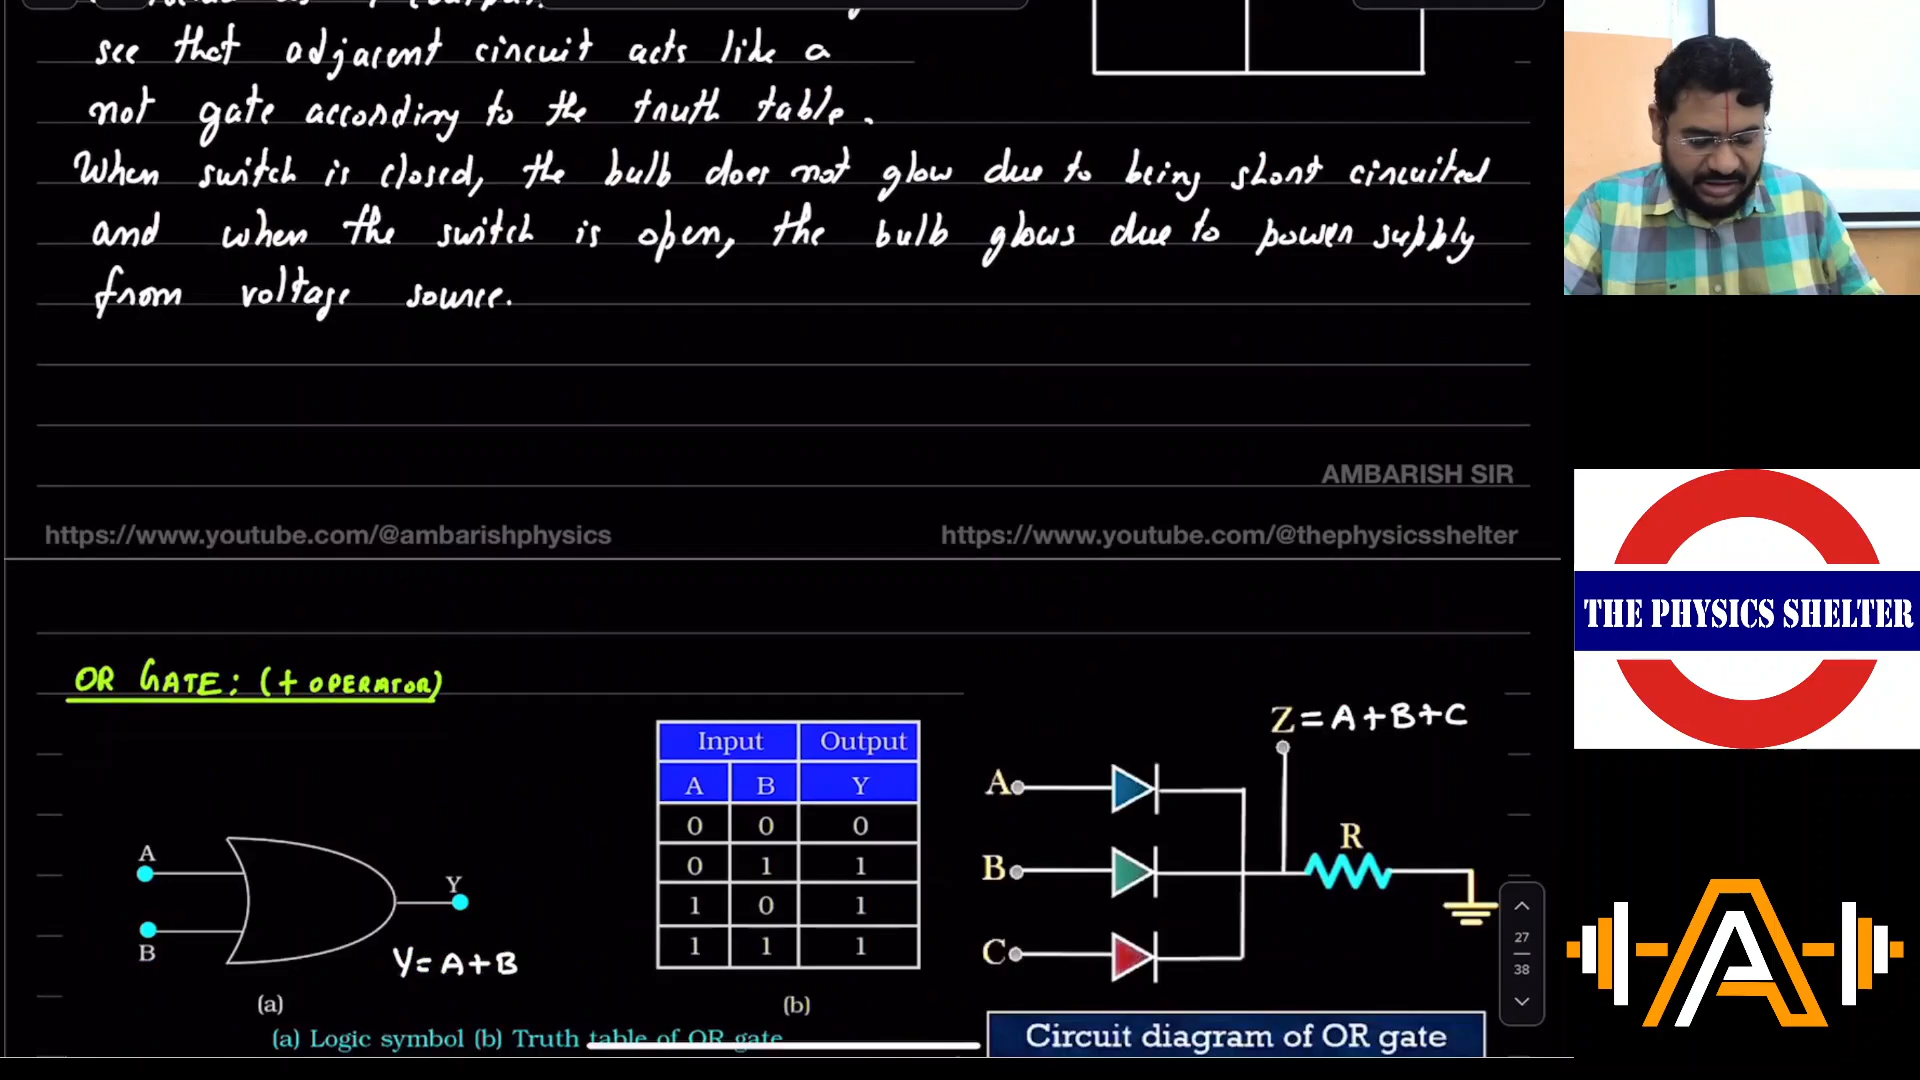 see that adjacent circuit acts like a
not gate according to the truth table.
When switch is closed, the bulb does not glow due to being short circuited
and when the switch is open, the bulb glows due to power supply
from voltage source.
AMBARISH SIR
https://www.youtube.com/@ambarishphysics
https://www.youtube.com/@thephysicsshelter
THE PHYSICS SHELTER
OR GATE: (+ OPERATOR)
A
B
Y
Y = A+B
(a)
Input Output
A B Y
0 0 0
0 1 1
1 0 1
1 1 1
(b)
(a) Logic symbol (b) Truth table of OR gate
Z = A+B+C
A
B
C
R
Circuit diagram of OR gate
27
38